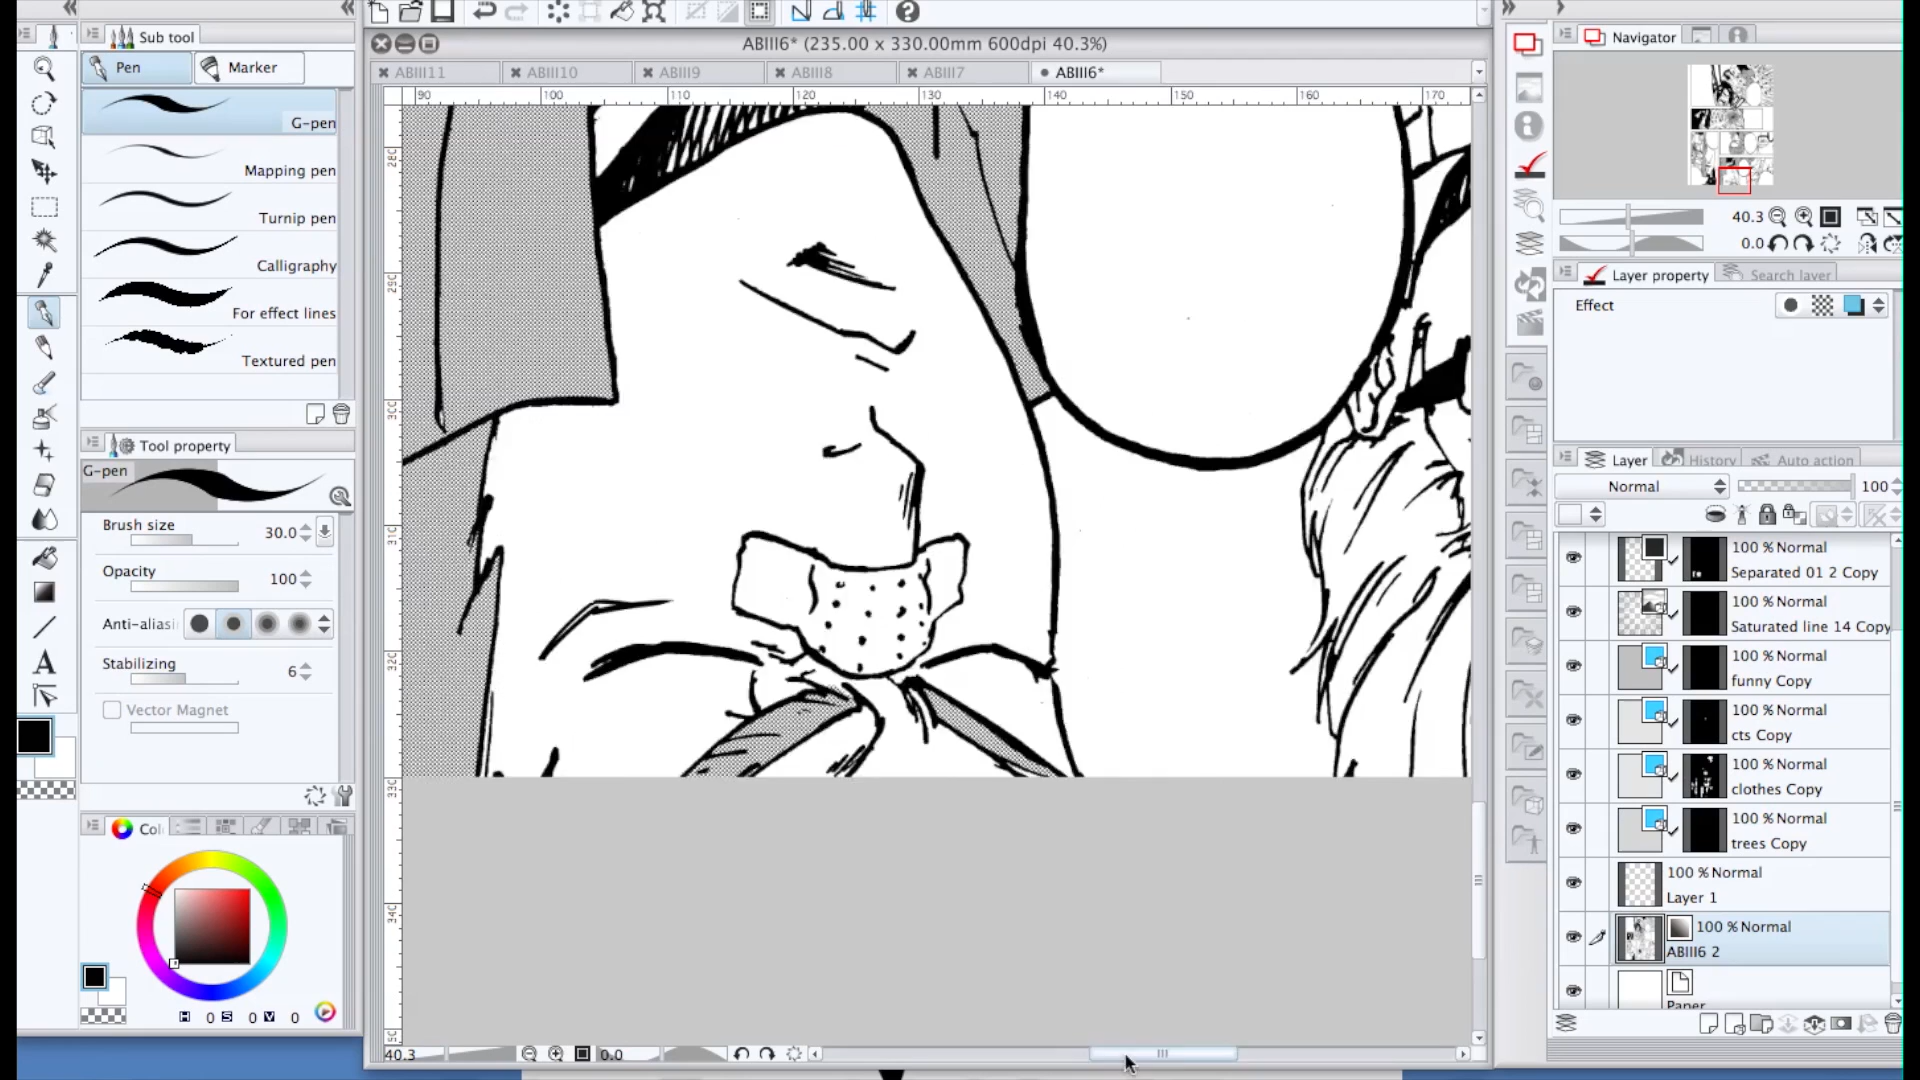 Sub tool
ABIII6* (235.00 x 330.00mm 600dpi 40.3%)
Navigator
Pen
Marker
ABIII11
ABIII10
ABIII9
ABIII8
ABIII7
ABIII6*
90
100
110
120
130
140
150
160
170
G-pen
Mapping pen
Turnip pen
Calligraphy
For effect lines
Textured pen
40.3
0.0
Layer property
Search layer
Effect
Tool property
G-pen
Brush size
30.0
Opacity
100
Anti-aliasi
Stabilizing
6
Vector Magnet
Layer
History
Auto action
Normal
100
100 % Normal
Separated 01 2 Copy
100 % Normal
Saturated line 14 Copy
100 % Normal
funny Copy
100 % Normal
cts Copy
100 % Normal
clothes Copy
100 % Normal
trees Copy
100 % Normal
Layer 1
100 % Normal
ABIII6 2
Paper
Col
H 0 S 0 V 0
40.3
0.0